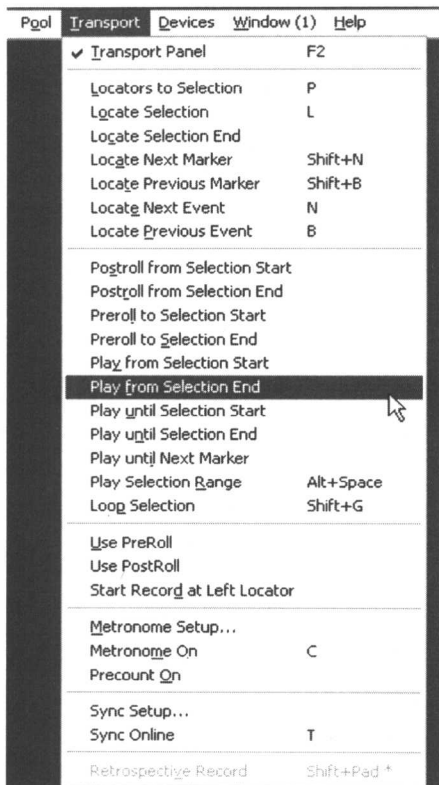 Pool Transport Devices Window (1) Help
✔ Transport Panel F2
Locators to Selection P
Locate Selection L
Locate Selection End
Locate Next Marker Shift+N
Locate Previous Marker Shift+B
Locate Next Event N
Locate Previous Event B
Postroll from Selection Start
Postroll from Selection End
Preroll to Selection Start
Preroll to Selection End
Play from Selection Start
Play from Selection End
Play until Selection Start
Play until Selection End
Play until Next Marker
Play Selection Range Alt+Space
Loop Selection Shift+G
Use PreRoll
Use PostRoll
Start Record at Left Locator
Metronome Setup...
Metronome On C
Precount On
Sync Setup...
Sync Online T
Retrospective Record Shift+Pad *